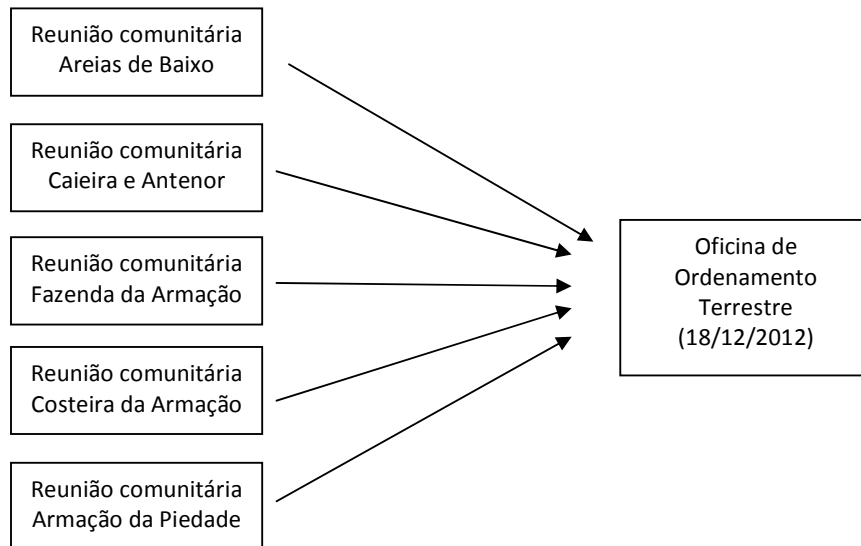 Reunião comunitária
Areias de Baixo
Reunião comunitária
Caieira e Antenor
Reunião comunitária
Fazenda da Armação
Reunião comunitária
Costeira da Armação
Reunião comunitária
Armação da Piedade
Oficina de
Ordenamento
Terrestre
(18/12/2012)